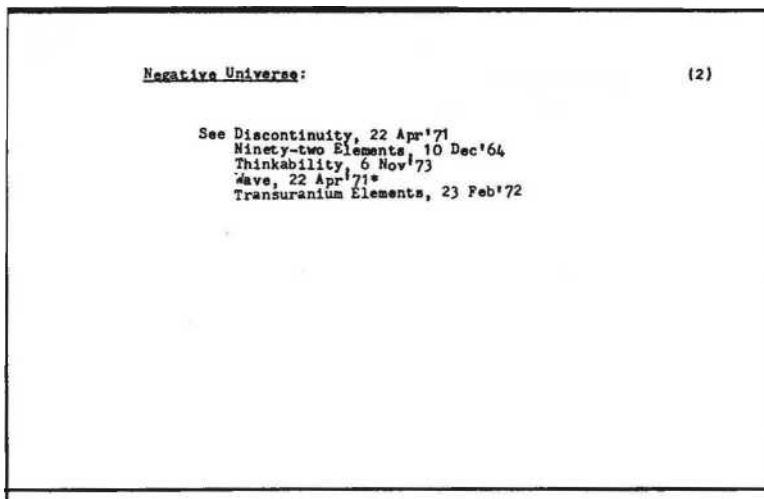 Negative Universe: (2)
See Discontinuity, 22 Apr'71
Ninety-two Elements, 10 Dec'64
Thinkability, 6 Nov'73
Wave, 22 Apr'71*
Transuranium Elements, 23 Feb'72